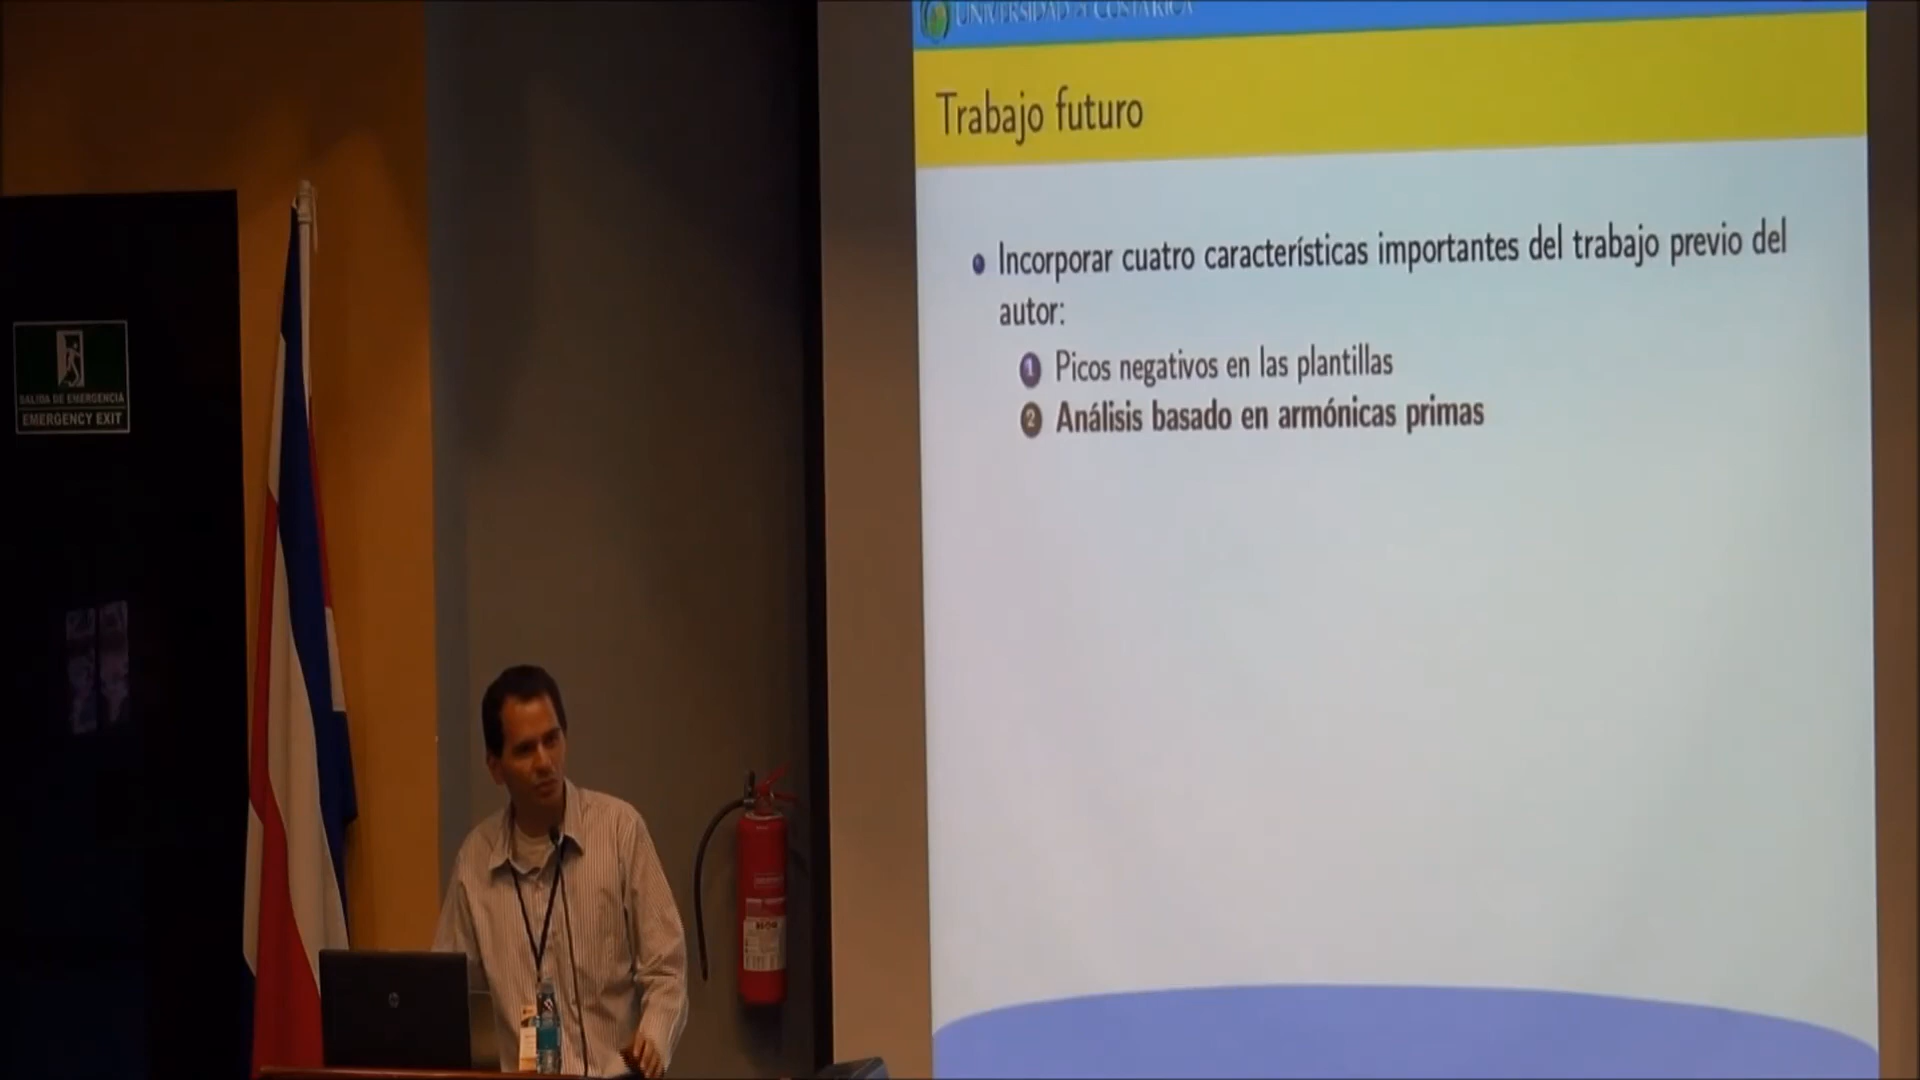 UNIVERSIDAD DE COSTA RICA
Trabajo futuro
Incorporar cuatro características importantes del trabajo previo del
autor:
1 Picos negativos en las plantillas
2 Análisis basado en armónicas primas
SALIDA DE EMERGENCIA
EMERGENCY EXIT
hp